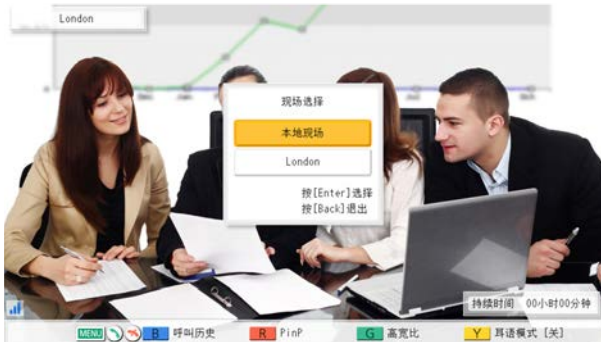 London
现场选择
本地现场
London
按[Enter]选择
按[Back]退出
持续时间 00小时00分钟
MENU B 呼叫历史 R PinP G 高宽比 Y 耳语模式 [关]